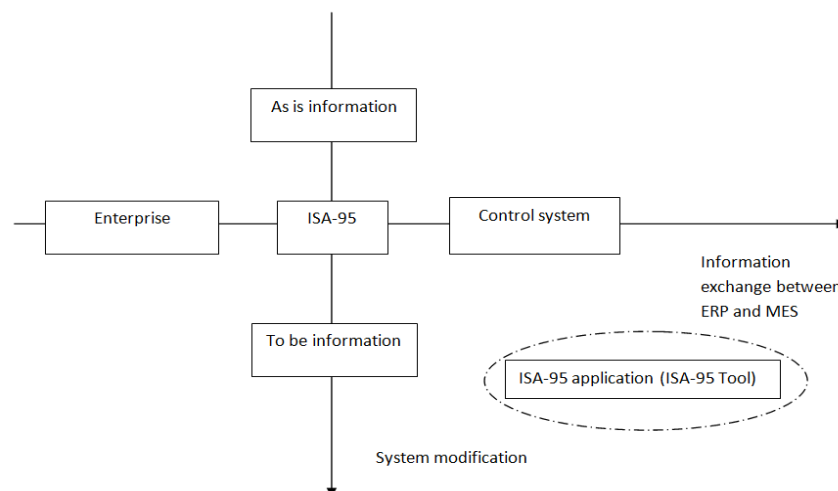 As is information
Enterprise
ISA-95
Control system
Information
exchange between
ERP and MES
To be information
ISA-95 application (ISA-95 Tool)
System modification